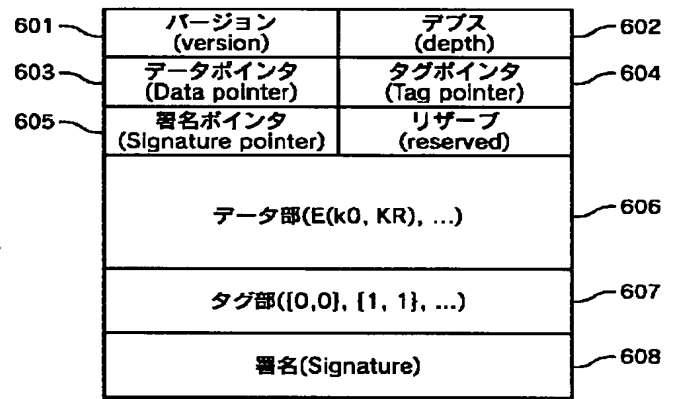 601
バージョン
(version)
デプス
(depth)
602
603
データポインタ
(Data pointer)
タグポインタ
(Tag pointer)
604
605
署名ポインタ
(Signature pointer)
リザーブ
(reserved)
データ部(E(k0, KR), ...)
606
タグ部([0,0}, {1, 1}, ...)
607
署名(Signature)
608